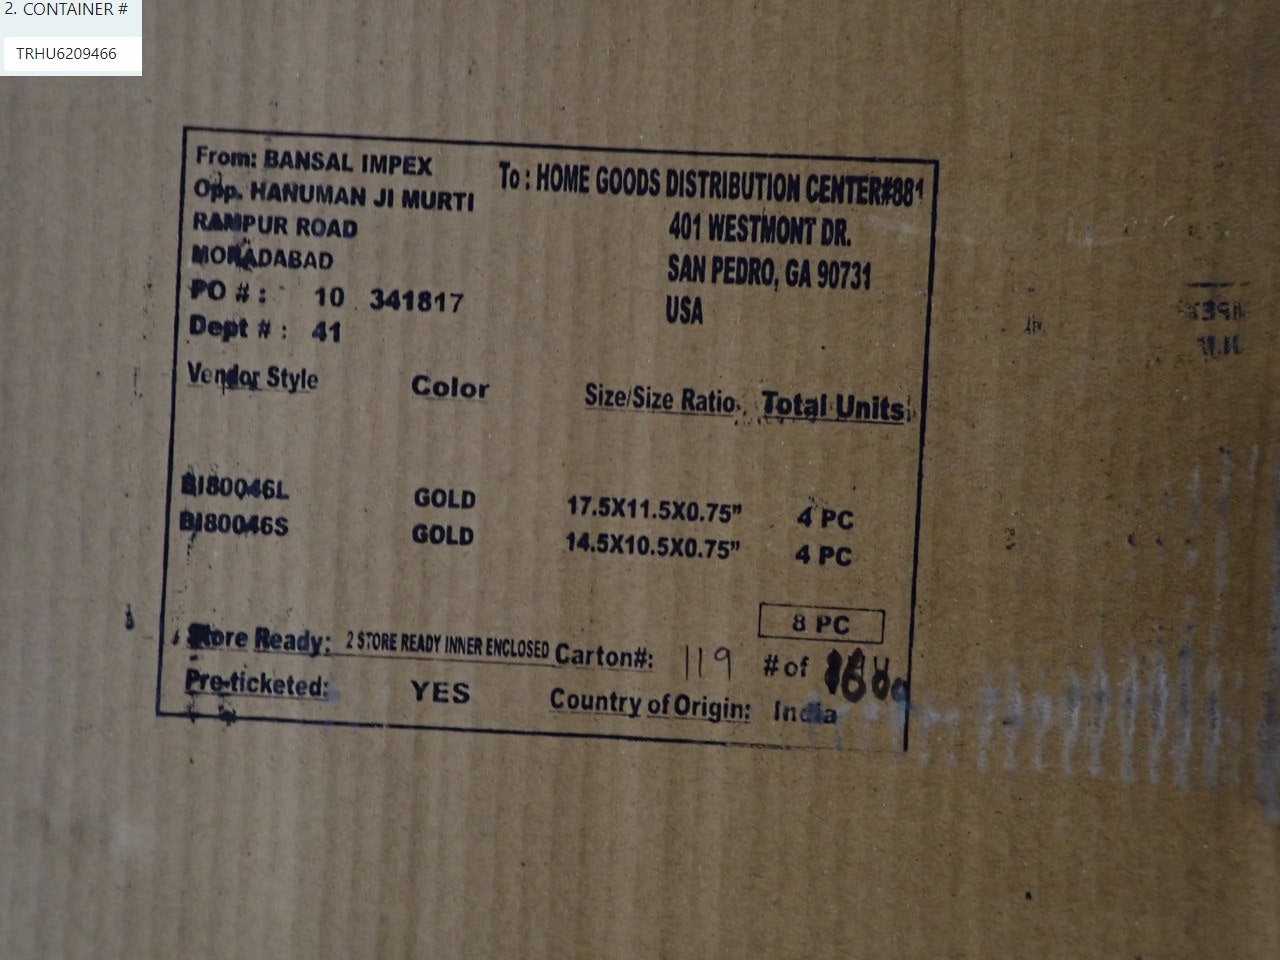 2. CONTAINER #
TRHU6209466
From: BANSAL IMPEX
Opp. HANUMAN JI MURTI
RAMPUR ROAD
MORADABAD
To : HOME GOODS DISTRIBUTION CENTER#881
401 WESTMONT DR.
SAN PEDRO, GA 90731
USA
PO # : 10 341817
Dept # : 41
Vendor Style Color Size/Size Ratio Total Units
BI80046L GOLD 17.5X11.5X0.75” 4 PC
BI80046S GOLD 14.5X10.5X0.75” 4 PC
8 PC
Store Ready: 2 STORE READY INNER ENCLOSED Carton#: 119 # of
Pre-ticketed: YES Country of Origin: India